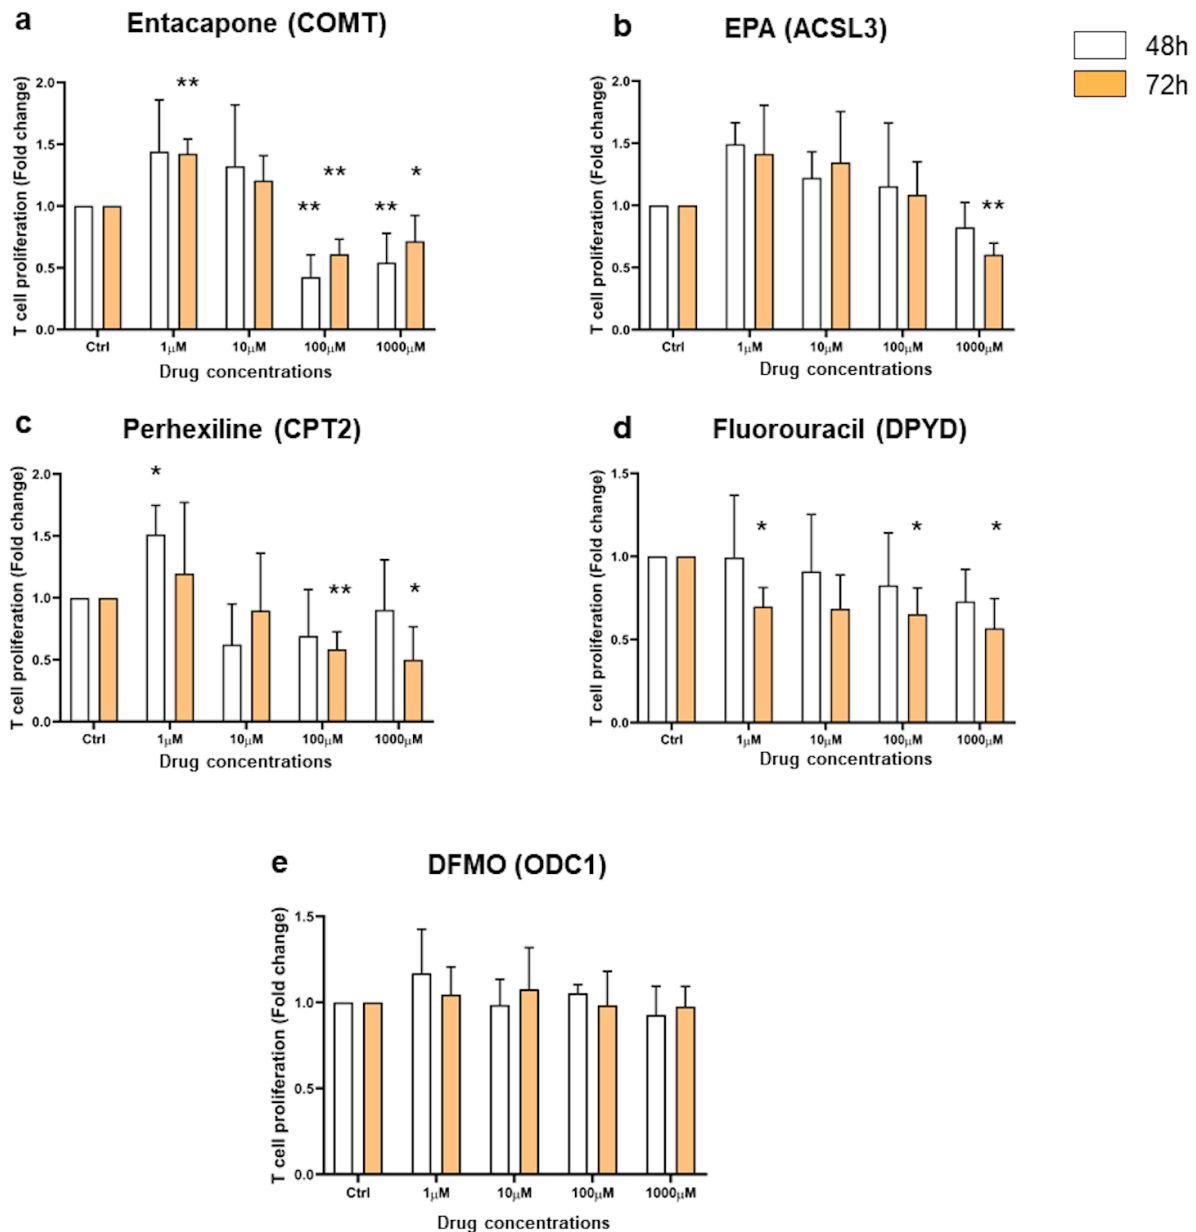 a
Entacapone (COMT)
T cell proliferation (Fold change)
2.0
1.5
1.0
0.5
0.0
**
**
**
**
*
Ctrl 1µM 10µM 100µM 1000µM
Drug concentrations
b
EPA (ACSL3)
T cell proliferation (Fold change)
2.0
1.5
1.0
0.5
0.0
**
Ctrl 1µM 10µM 100µM 1000µM
Drug concentrations
48h
72h
c
Perhexiline (CPT2)
T cell proliferation (Fold change)
2.0
1.5
1.0
0.5
0.0
*
**
*
Ctrl 1µM 10µM 100µM 1000µM
Drug concentrations
d
Fluorouracil (DPYD)
T cell proliferation (Fold change)
1.5
1.0
0.5
0.0
*
*
*
Ctrl 1µM 10µM 100µM 1000µM
Drug concentrations
e
DFMO (ODC1)
T cell proliferation (Fold change)
1.5
1.0
0.5
0.0
Ctrl 1µM 10µM 100µM 1000µM
Drug concentrations